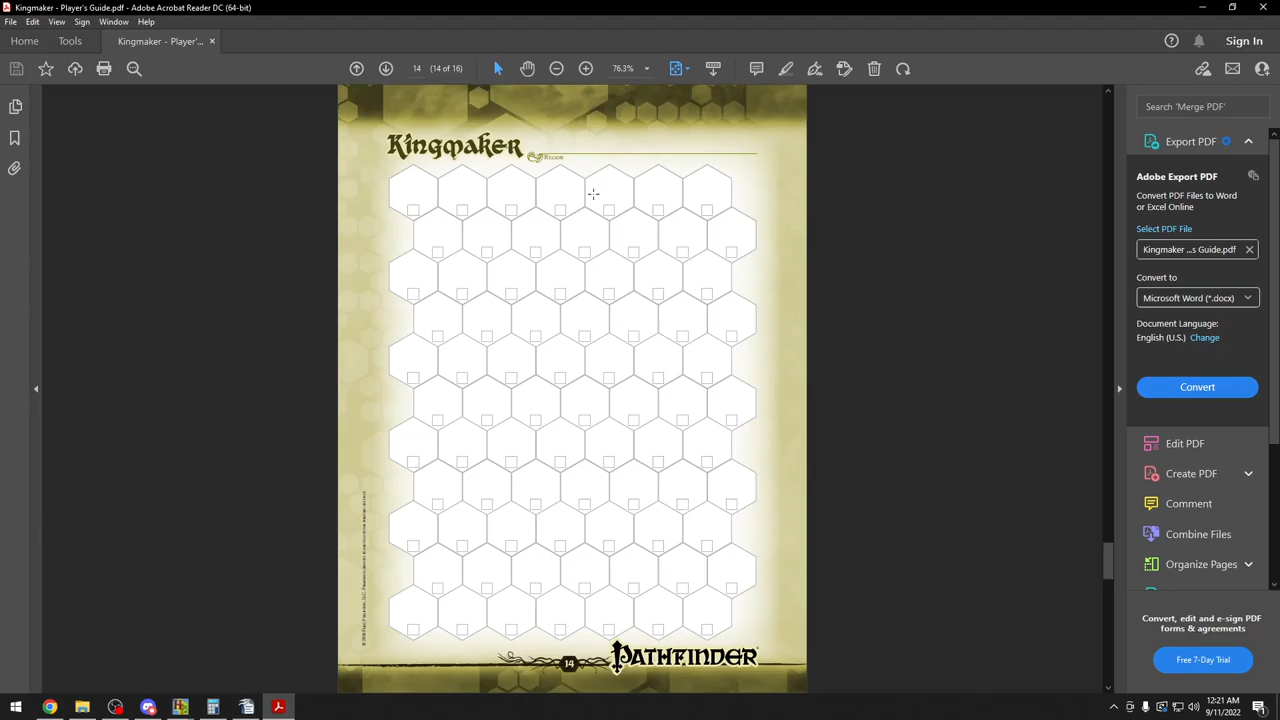 Kingmaker - Player's Guide.pdf - Adobe Acrobat Reader DC (64-bit)
File Edit View Sign Window Help
Home Tools Kingmaker - Player'... Sign In
14 (14 of 16) 76.3%
Search 'Merge PDF'
Export PDF
Adobe Export PDF
Convert PDF Files to Word
or Excel Online
Select PDF File
Kingmaker ...s Guide.pdf
Convert to
Microsoft Word (*.docx)
Document Language:
English (U.S.) Change
Convert
Edit PDF
Create PDF
Comment
Combine Files
Organize Pages
Convert, edit and e-sign PDF
forms & agreements
Free 7-Day Trial
Kingmaker
Region
14
Pathfinder
12:21 AM
9/11/2022